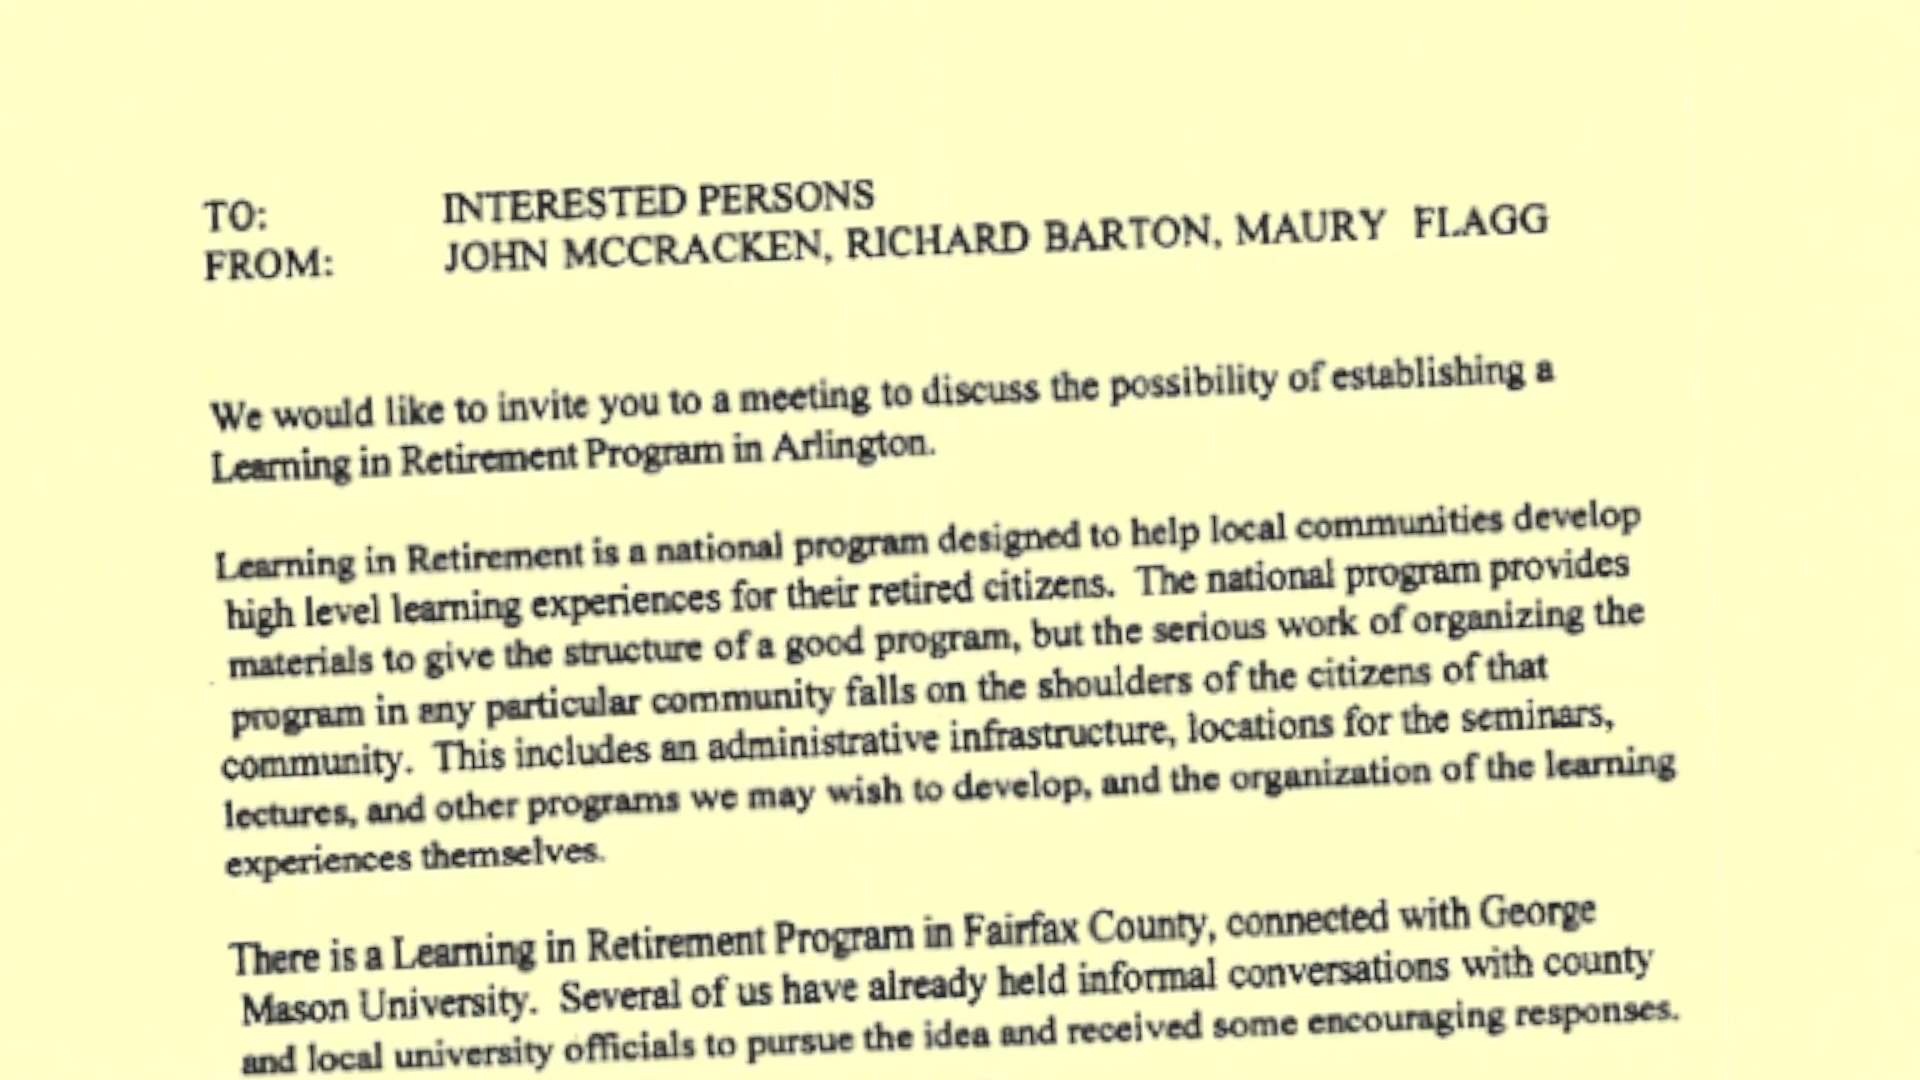 TO: INTERESTED PERSONS
FROM: JOHN MCCRACKEN, RICHARD BARTON, MAURY FLAGG
We would like to invite you to a meeting to discuss the possibility of establishing a
Learning in Retirement Program in Arlington.
Learning in Retirement is a national program designed to help local communities develop
high level learning experiences for their retired citizens. The national program provides
materials to give the structure of a good program, but the serious work of organizing the
program in any particular community falls on the shoulders of the citizens of that
community. This includes an administrative infrastructure, locations for the seminars,
lectures, and other programs we may wish to develop, and the organization of the learning
experiences themselves.
There is a Learning in Retirement Program in Fairfax County, connected with George
Mason University. Several of us have already held informal conversations with county
and local university officials to pursue the idea and received some encouraging responses.